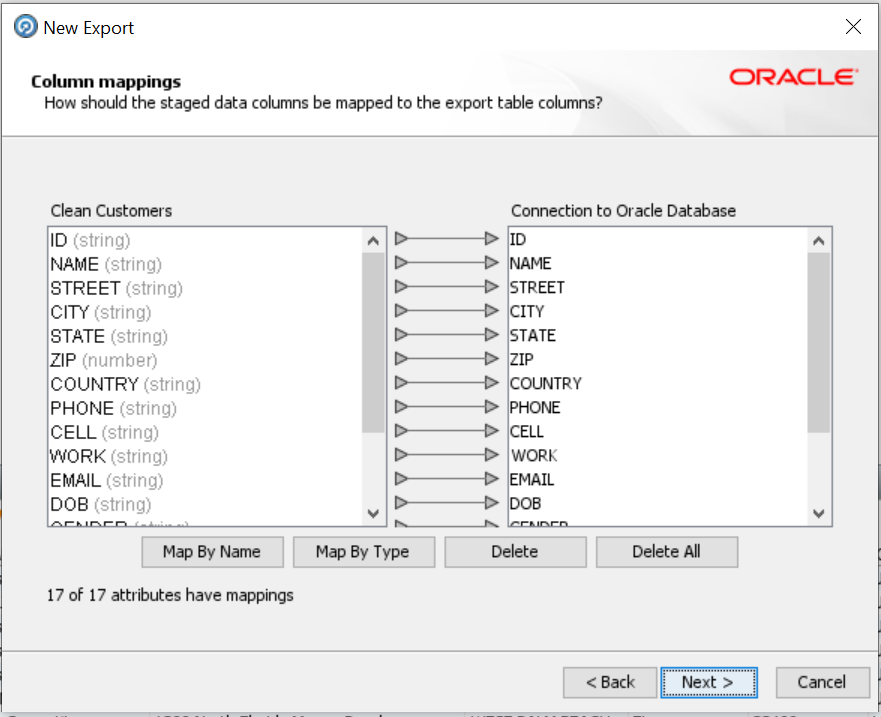 New Export
ORACLE
Column mappings
How should the staged data columns be mapped to the export table columns?
Clean Customers
Connection to Oracle Database
ID (string)
ID
NAME (string)
NAME
STREET (string)
STREET
CITY (string)
CITY
STATE (string)
STATE
ZIP (number)
ZIP
COUNTRY (string)
COUNTRY
PHONE (string)
PHONE
CELL (string)
CELL
WORK (string)
WORK
EMAIL (string)
EMAIL
DOB (string)
DOB
GENDER (string)
GENDER
Map By Name
Map By Type
Delete
Delete All
17 of 17 attributes have mappings
< Back
Next >
Cancel